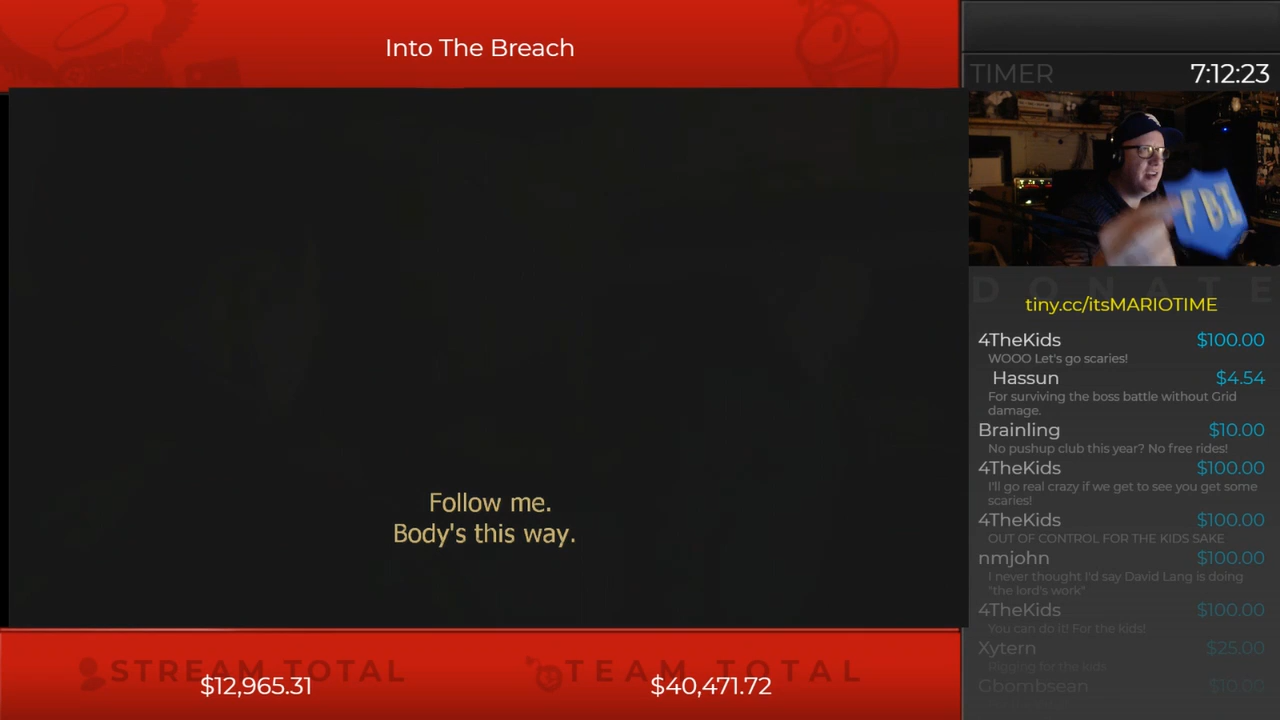 Into The Breach
TIMER
7:12:23
FBI
DONATE
tiny.cc/itsMARIOTIME
4TheKids $100.00
WOOO Let's go scaries!
Hassun $4.54
For surviving the boss battle without Grid
damage.
Brainling $10.00
No pushup club this year? No free rides!
4TheKids $100.00
I'll go real crazy if we get to see you get some
scaries!
4TheKids $100.00
OUT OF CONTROL FOR THE KIDS SAKE
nmjohn $100.00
I never thought I'd say David Lang is doing
"the lord's work"
4TheKids $100.00
You can do it! For the kids!
Xytern $25.00
Rigging for the kids
Gbombsean $10.00
Follow me.
Body's this way.
STREAM TOTAL
$12,965.31
TEAM TOTAL
$40,471.72